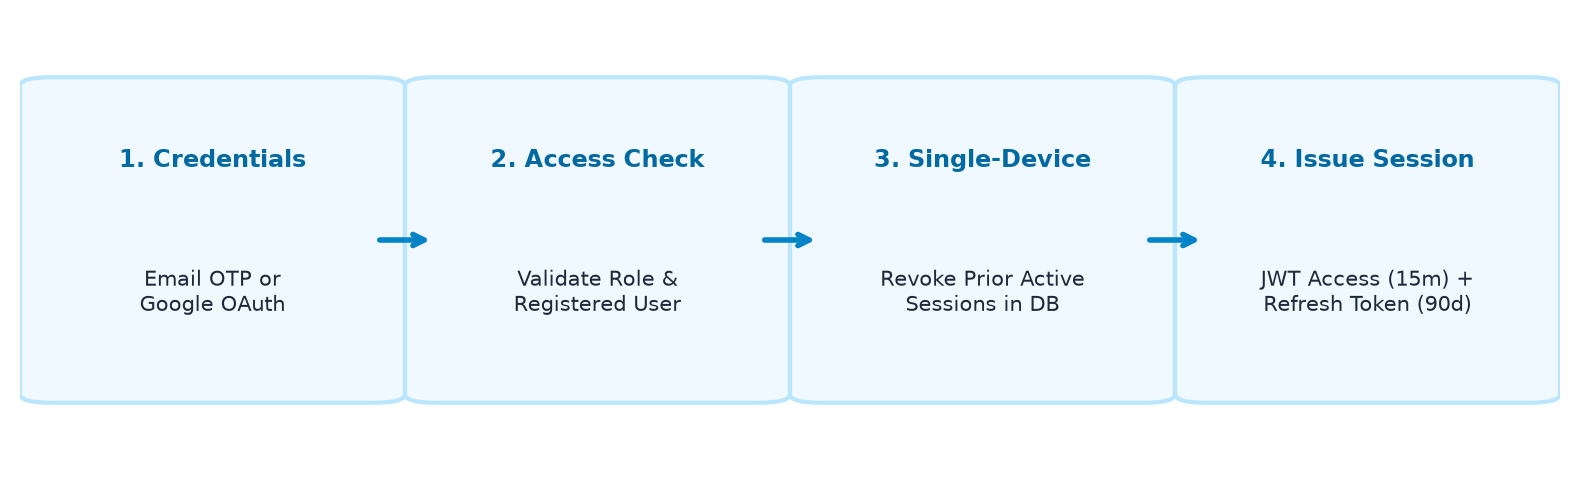 1. Credentials
Email OTP or
Google OAuth
2. Access Check
Validate Role &
Registered User
3. Single-Device
Revoke Prior Active
Sessions in DB
4. Issue Session
JWT Access (15m) +
Refresh Token (90d)